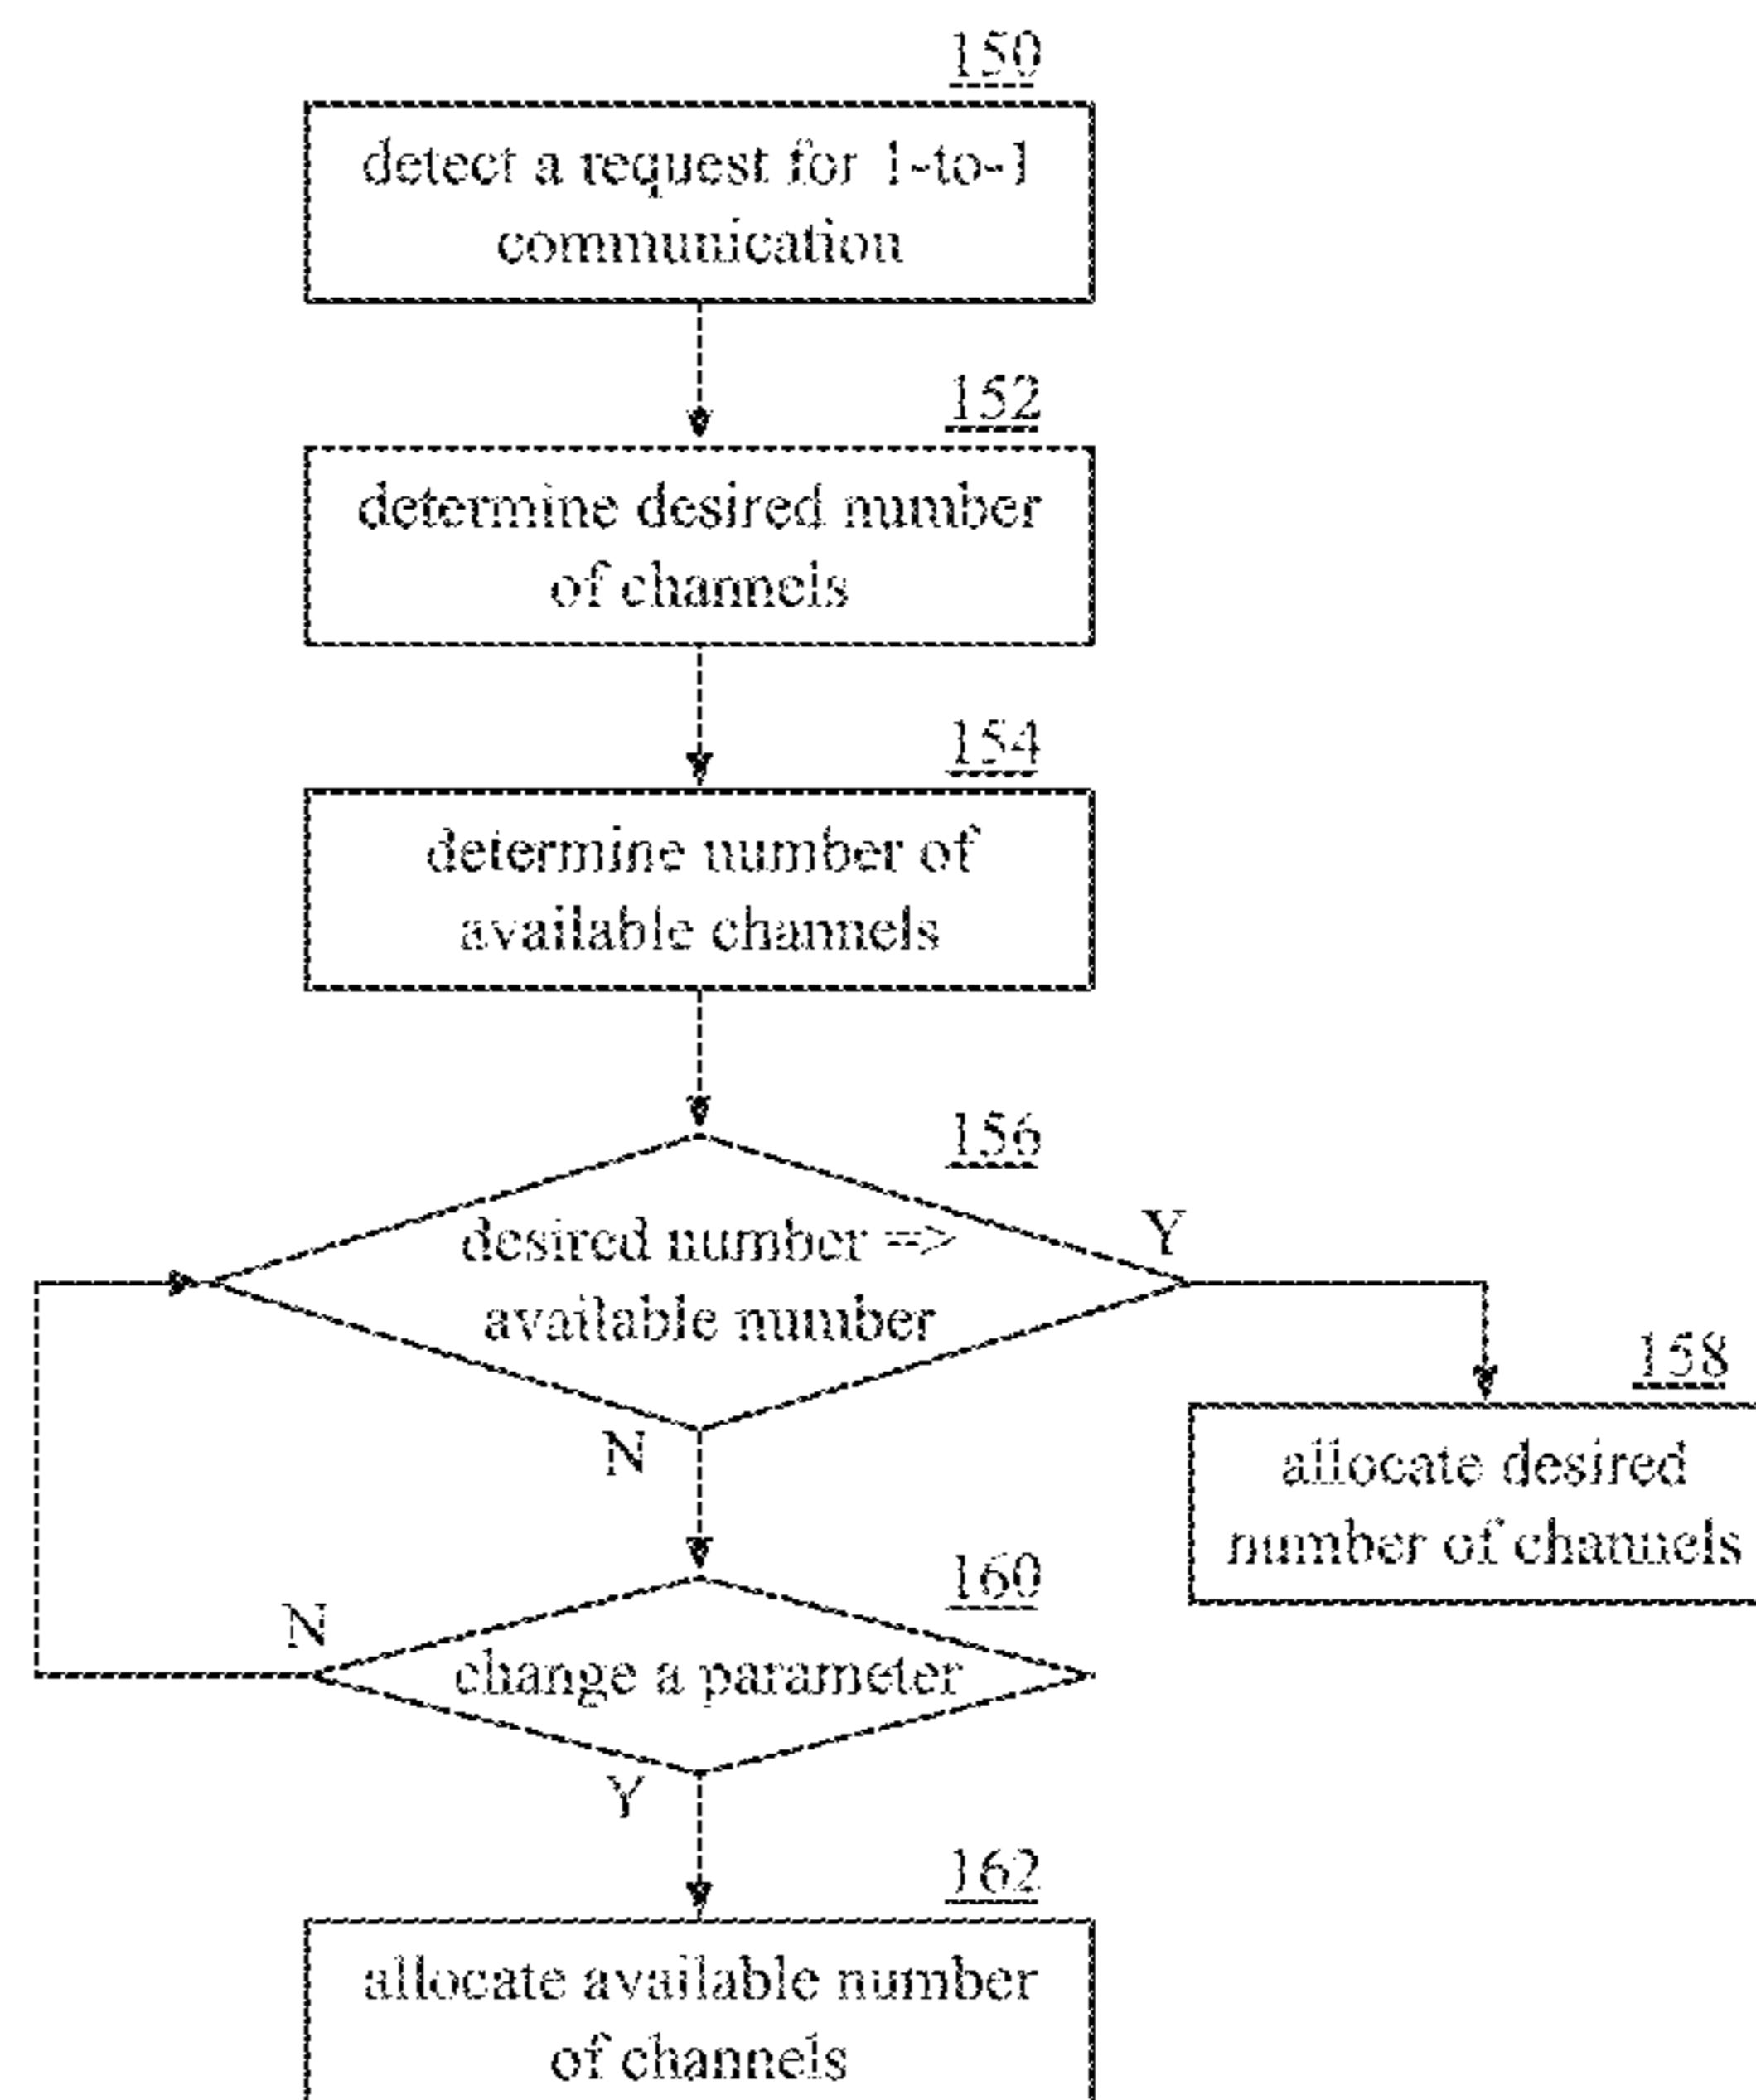 150
detect a request for 1-to-1
communication
152
determine desired number
of channels
154
determine number of
available channels
156
desired number =>
available number
Y
N
158
allocate desired
number of channels
160
change a parameter
N
Y
162
allocate available number
of channels